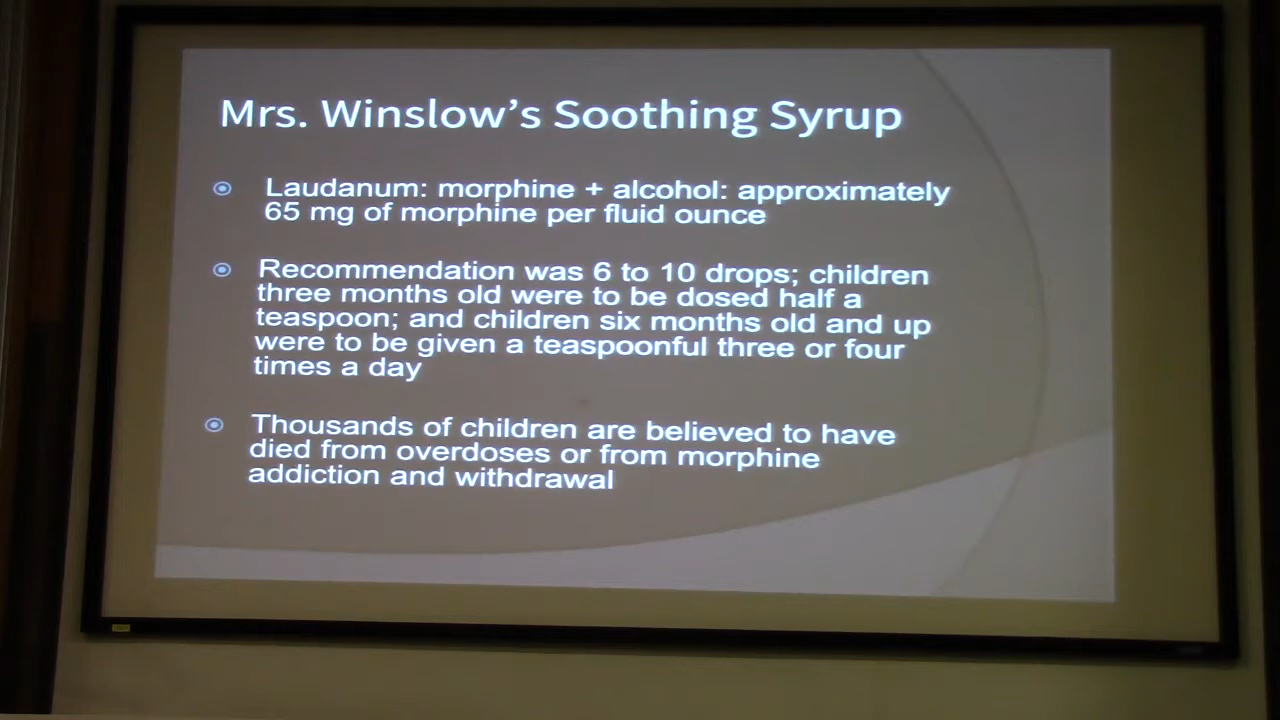 Mrs. Winslow's Soothing Syrup
Laudanum: morphine + alcohol: approximately
65 mg of morphine per fluid ounce
Recommendation was 6 to 10 drops; children
three months old were to be dosed half a
teaspoon; and children six months old and up
were to be given a teaspoonful three or four
times a day
Thousands of children are believed to have
died from overdoses or from morphine
addiction and withdrawal